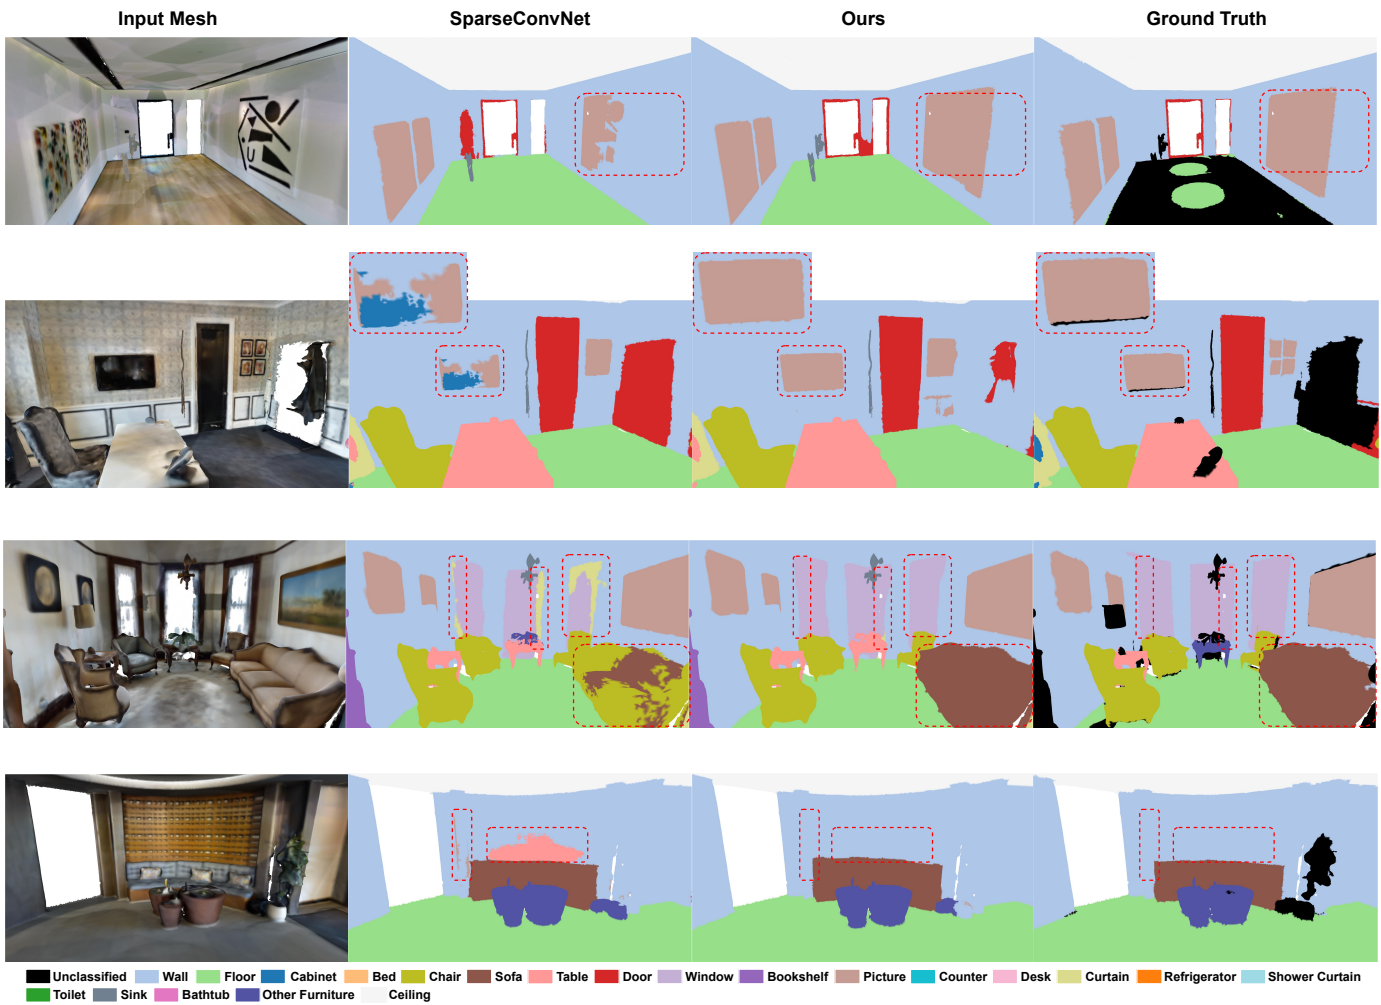 Input Mesh SparseConvNet Ours Ground Truth
Unclassified Wall Floor Cabinet Bed Chair Sofa Table Door Window Bookshelf Picture Counter Desk Curtain Refrigerator Shower Curtain
Toilet Sink Bathtub Other Furniture Ceiling